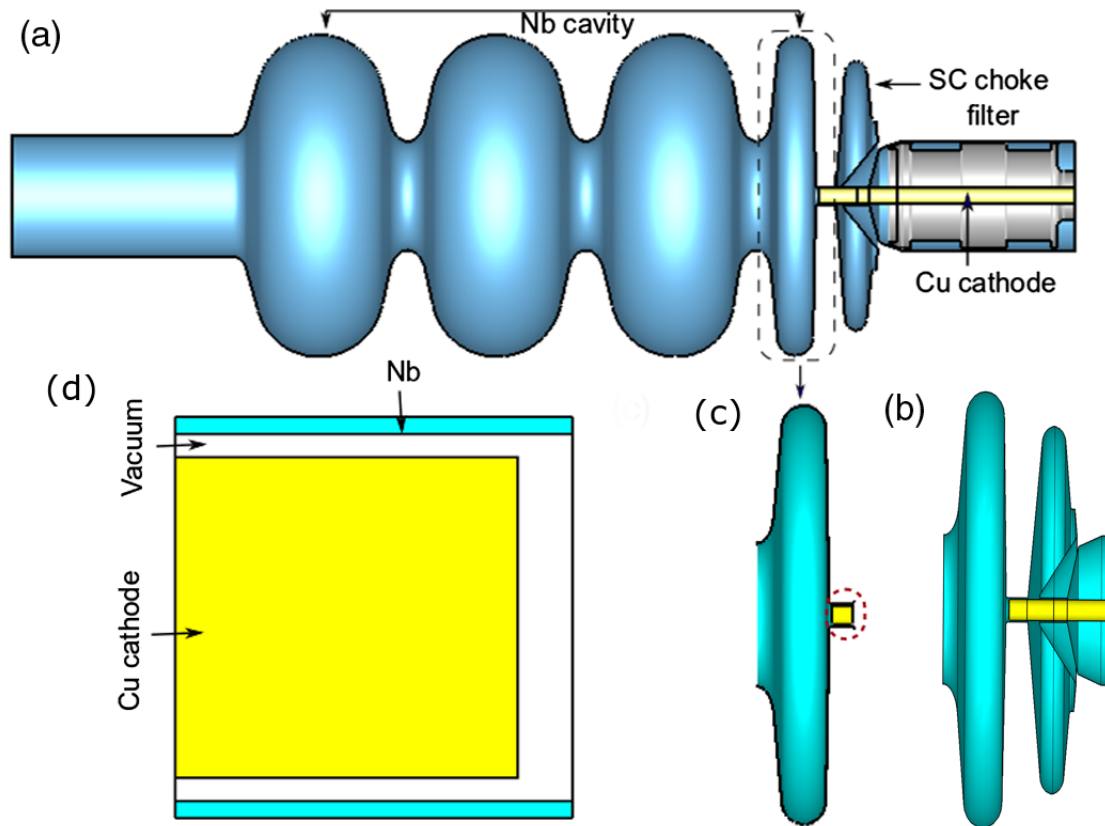 (a)
Nb cavity
SC choke
filter
Cu cathode
(d)
Nb
Vacuum
Cu cathode
(c)
(c)
(b)